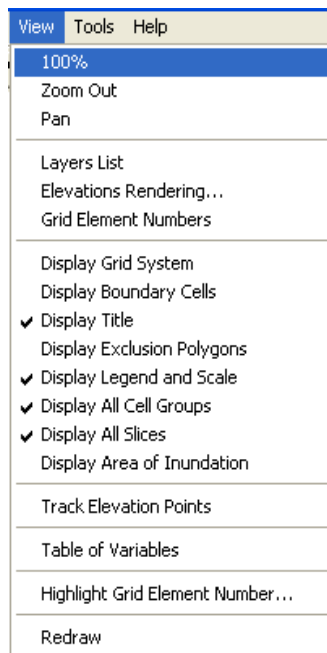 View Tools Help
100%
Zoom Out
Pan
Layers List
Elevations Rendering...
Grid Element Numbers
Display Grid System
Display Boundary Cells
Display Title
Display Exclusion Polygons
Display Legend and Scale
Display All Cell Groups
Display All Slices
Display Area of Inundation
Track Elevation Points
Table of Variables
Highlight Grid Element Number...
Redraw